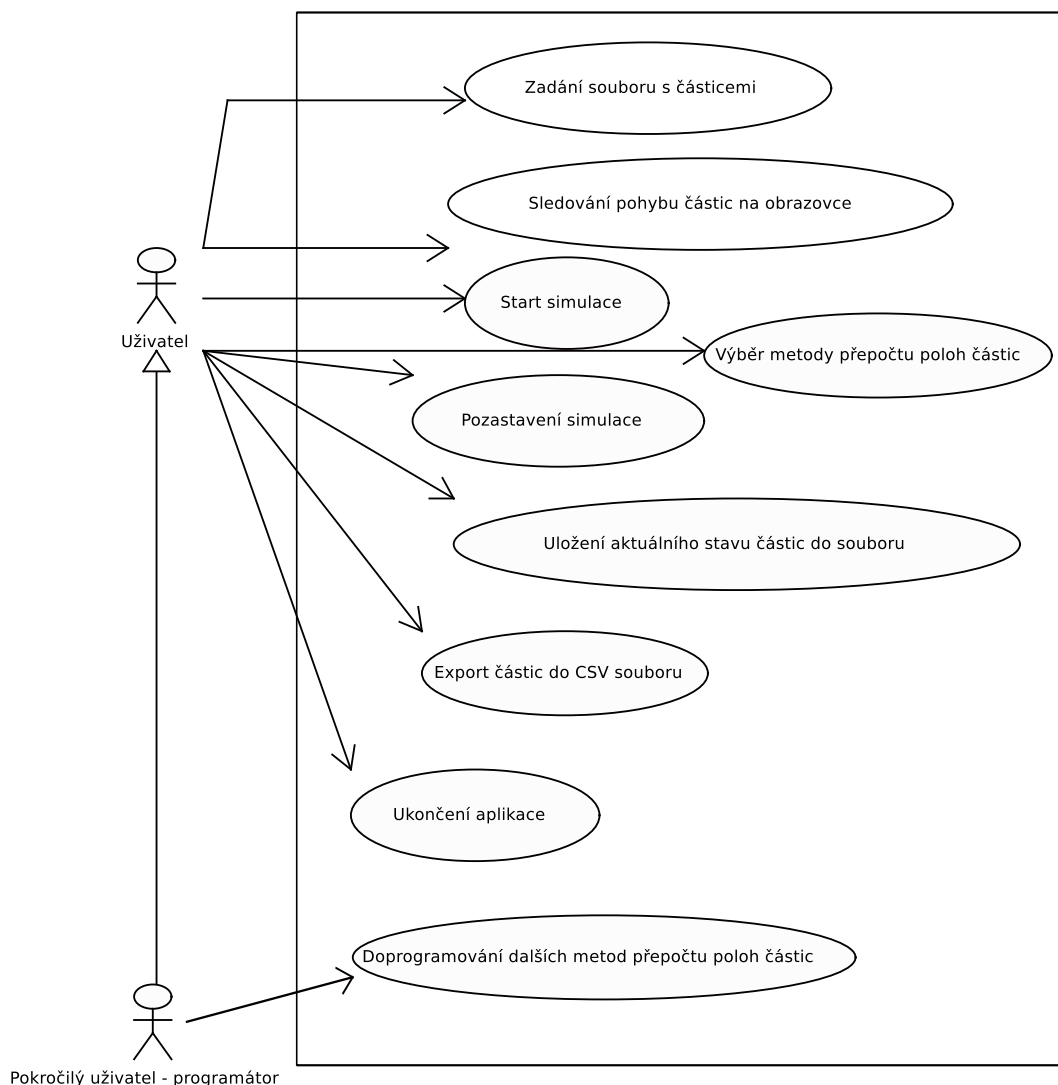 Zadání souboru s částicemi
Sledování pohybu částic na obrazovce
Start simulace
Uživatel
Výběr metody přepočtu poloh částic
Pozastavení simulace
Uložení aktuálního stavu částic do souboru
Export částic do CSV souboru
Ukončení aplikace
Doprogramování dalších metod přepočtu poloh částic
Pokročilý uživatel - programátor